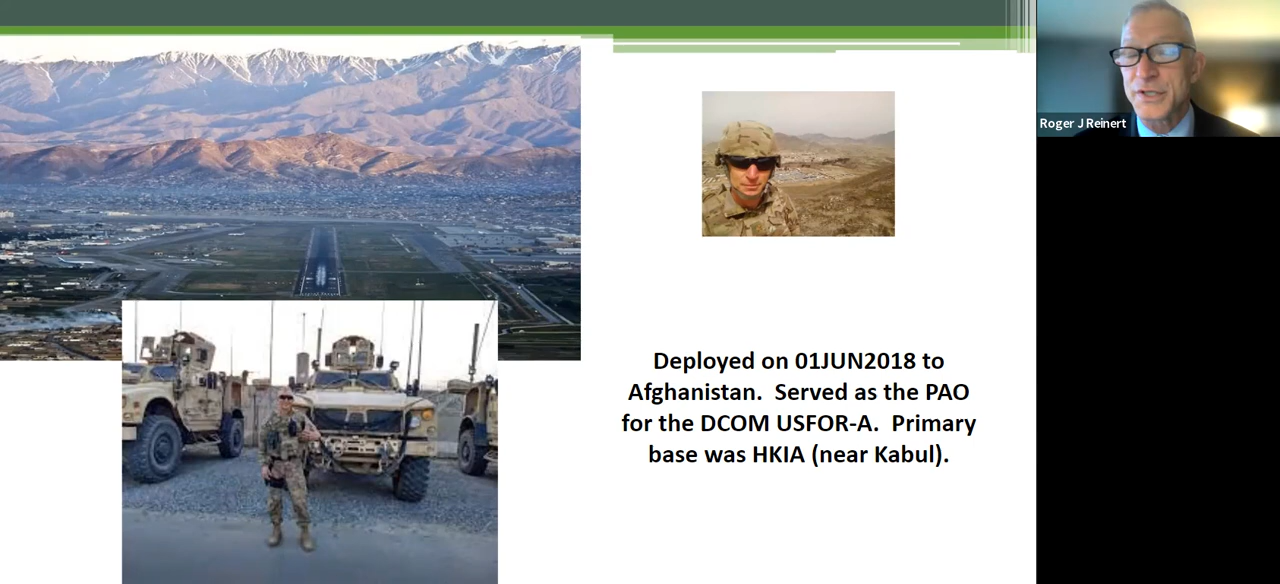 Roger J Reinert
Deployed on 01JUN2018 to
Afghanistan.  Served as the PAO
for the DCOM USFOR-A.  Primary
base was HKIA (near Kabul).